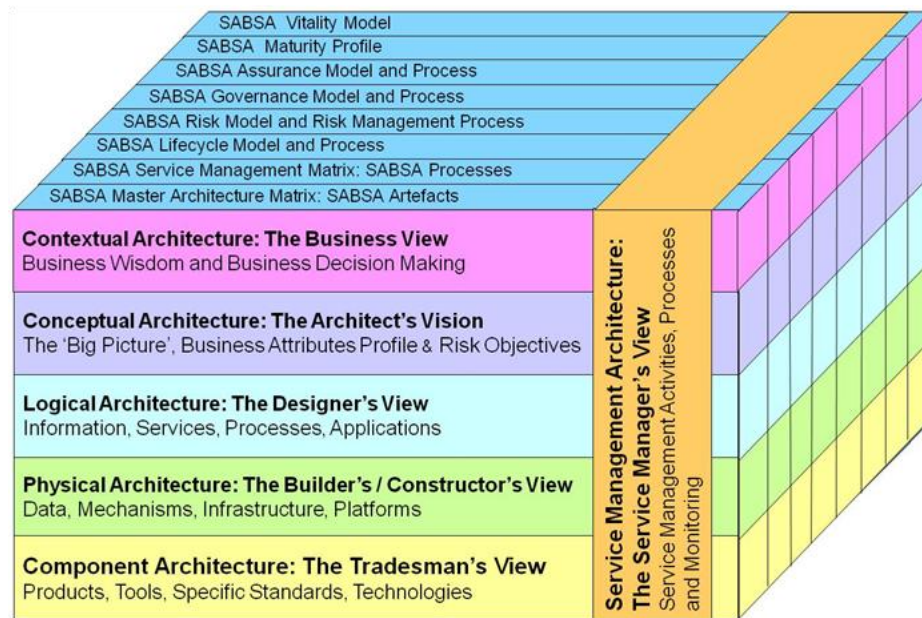 SABSA Vitality Model
SABSA Maturity Profile
SABSA Assurance Model and Process
SABSA Governance Model and Process
SABSA Risk Model and Risk Management Process
SABSA Lifecycle Model and Process
SABSA Service Management Matrix: SABSA Processes
SABSA Master Architecture Matrix: SABSA Artefacts
Contextual Architecture: The Business View
Business Wisdom and Business Decision Making
Conceptual Architecture: The Architect's Vision
The 'Big Picture', Business Attributes Profile & Risk Objectives
Logical Architecture: The Designer's View
Information, Services, Processes, Applications
Physical Architecture: The Builder's / Constructor's View
Data, Mechanisms, Infrastructure, Platforms
Component Architecture: The Tradesman's View
Products, Tools, Specific Standards, Technologies
Service Management Architecture:
The Service Manager's View
Service Management Activities, Processes
and Monitoring